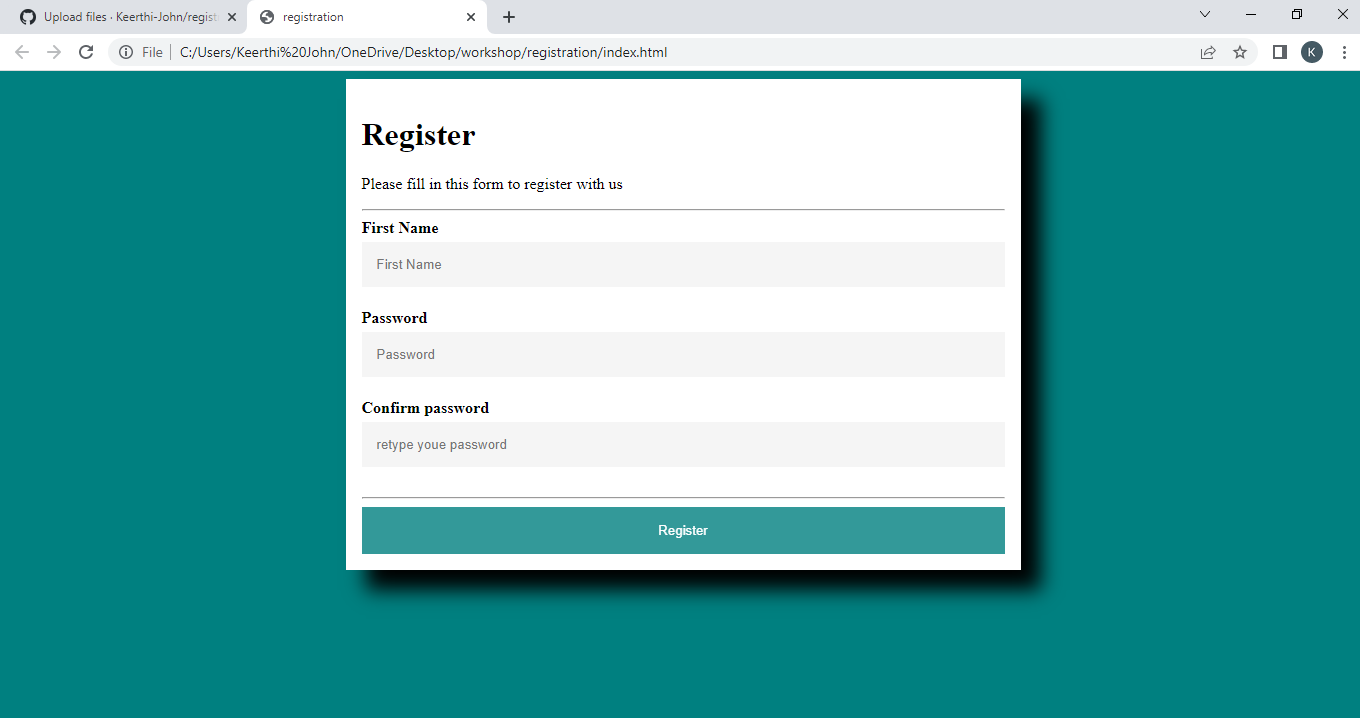 Upload files · Keerthi-John/regist
registration
File
C:/Users/Keerthi%20John/OneDrive/Desktop/workshop/registration/index.html
K
Register
Please fill in this form to register with us
First Name
First Name
Password
Password
Confirm password
retype youe password
Register